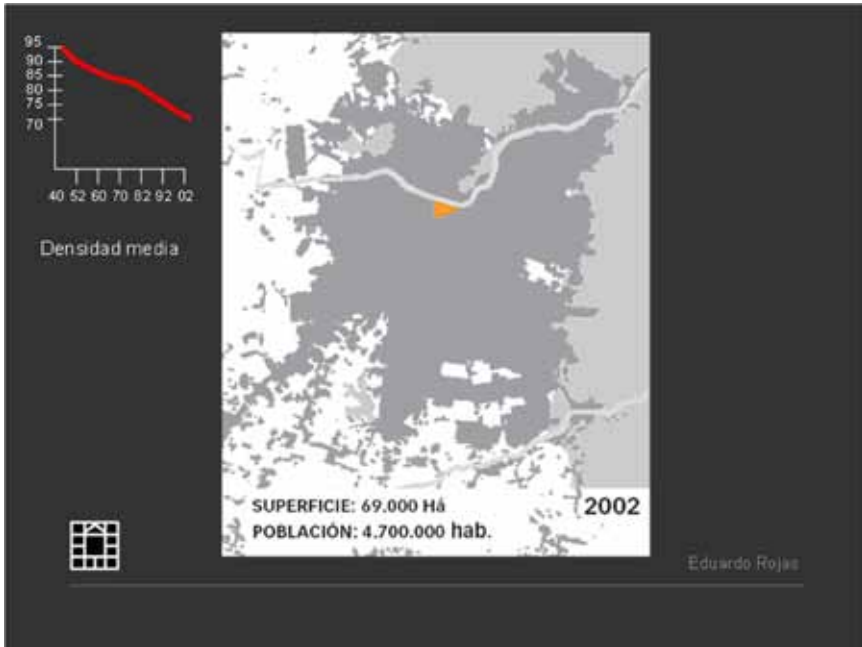 95
90
85
80
75
70
40 52 60 70 82 92 02
Densidad media
SUPERFICIE: 69.000 Há
2002
POBLACIÓN: 4.700.000 hab.
Eduardo Rojas